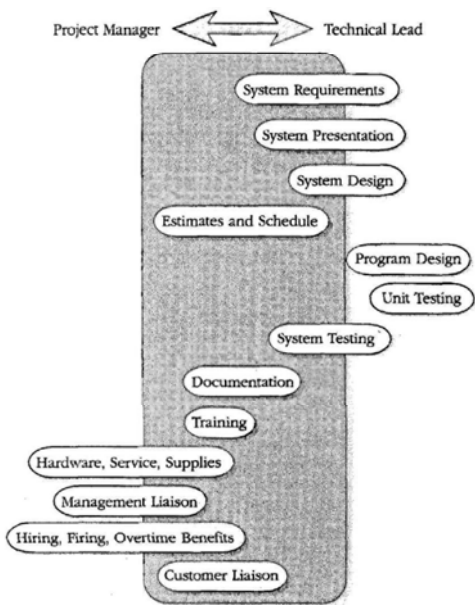 Project Manager Technical Lead
System Requirements
System Presentation
System Design
Estimates and Schedule
Program Design
Unit Testing
System Testing
Documentation
Training
Hardware, Service, Supplies
Management Liaison
Hiring, Firing, Overtime Benefits
Customer Liaison